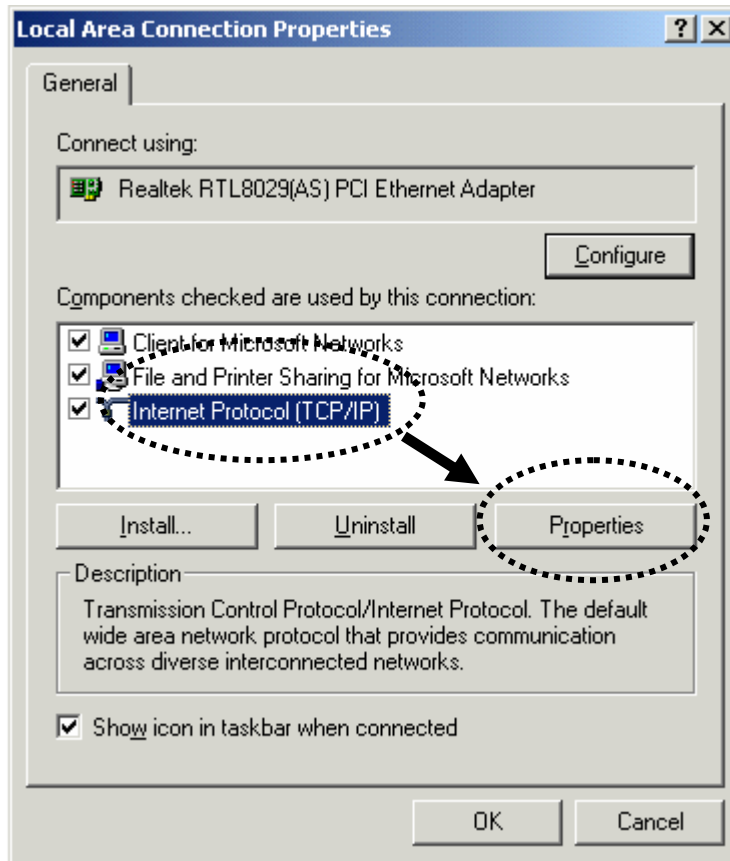 Local Area Connection Properties
General
Connect using:
Realtek RTL8029(AS) PCI Ethernet Adapter
Configure
Components checked are used by this connection:
Client for Microsoft Networks
File and Printer Sharing for Microsoft Networks
Internet Protocol (TCP/IP)
Install... Uninstall Properties
Description
Transmission Control Protocol/Internet Protocol. The default
wide area network protocol that provides communication
across diverse interconnected networks.
Show icon in taskbar when connected
OK Cancel